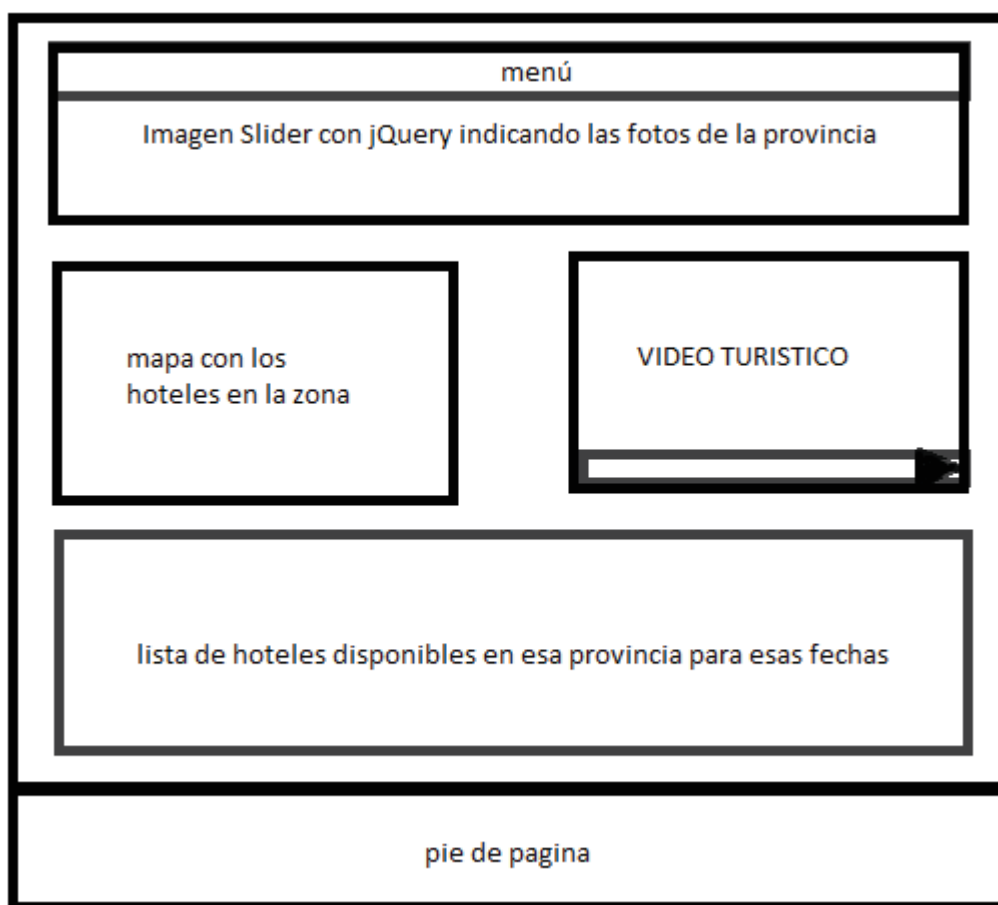 menú
Imagen Slider con jQuery indicando las fotos de la provincia
mapa con los
hoteles en la zona
VIDEO TURISTICO
lista de hoteles disponibles en esa provincia para esas fechas
pie de pagina